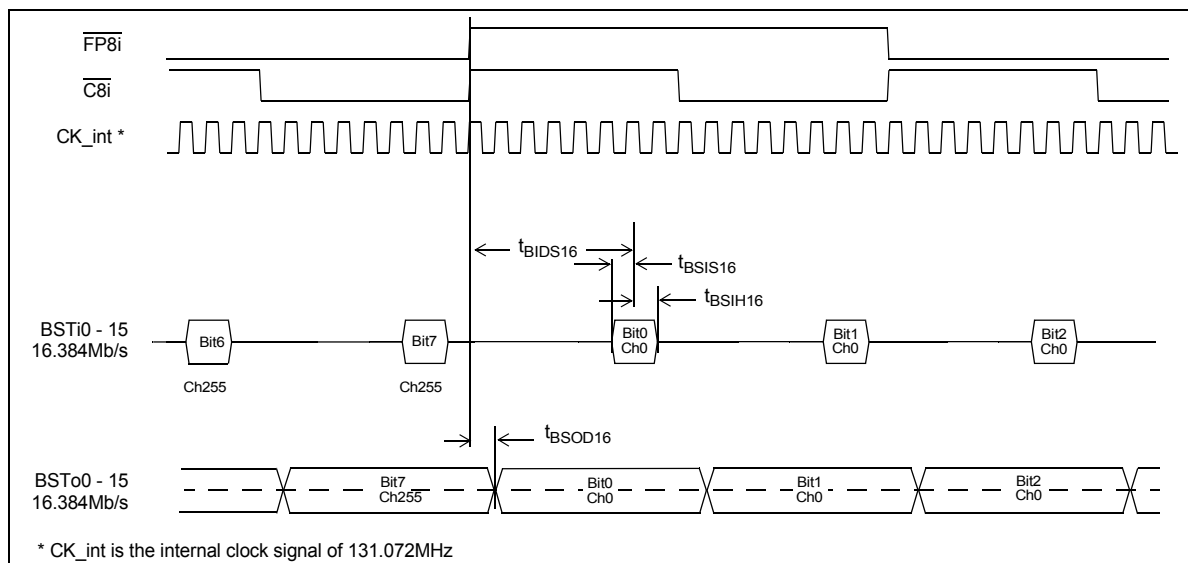 FP8i
C8i
CK_int *
tBIDS16
tBSIS16
tBSIH16
BSTi0 - 15
16.384Mb/s
Bit6
Bit7
Bit0
Ch0
Bit1
Ch0
Bit2
Ch0
Ch255
Ch255
tBSOD16
BSTo0 - 15
16.384Mb/s
Bit7
Ch255
Bit0
Ch0
Bit1
Ch0
Bit2
Ch0
* CK_int is the internal clock signal of 131.072MHz